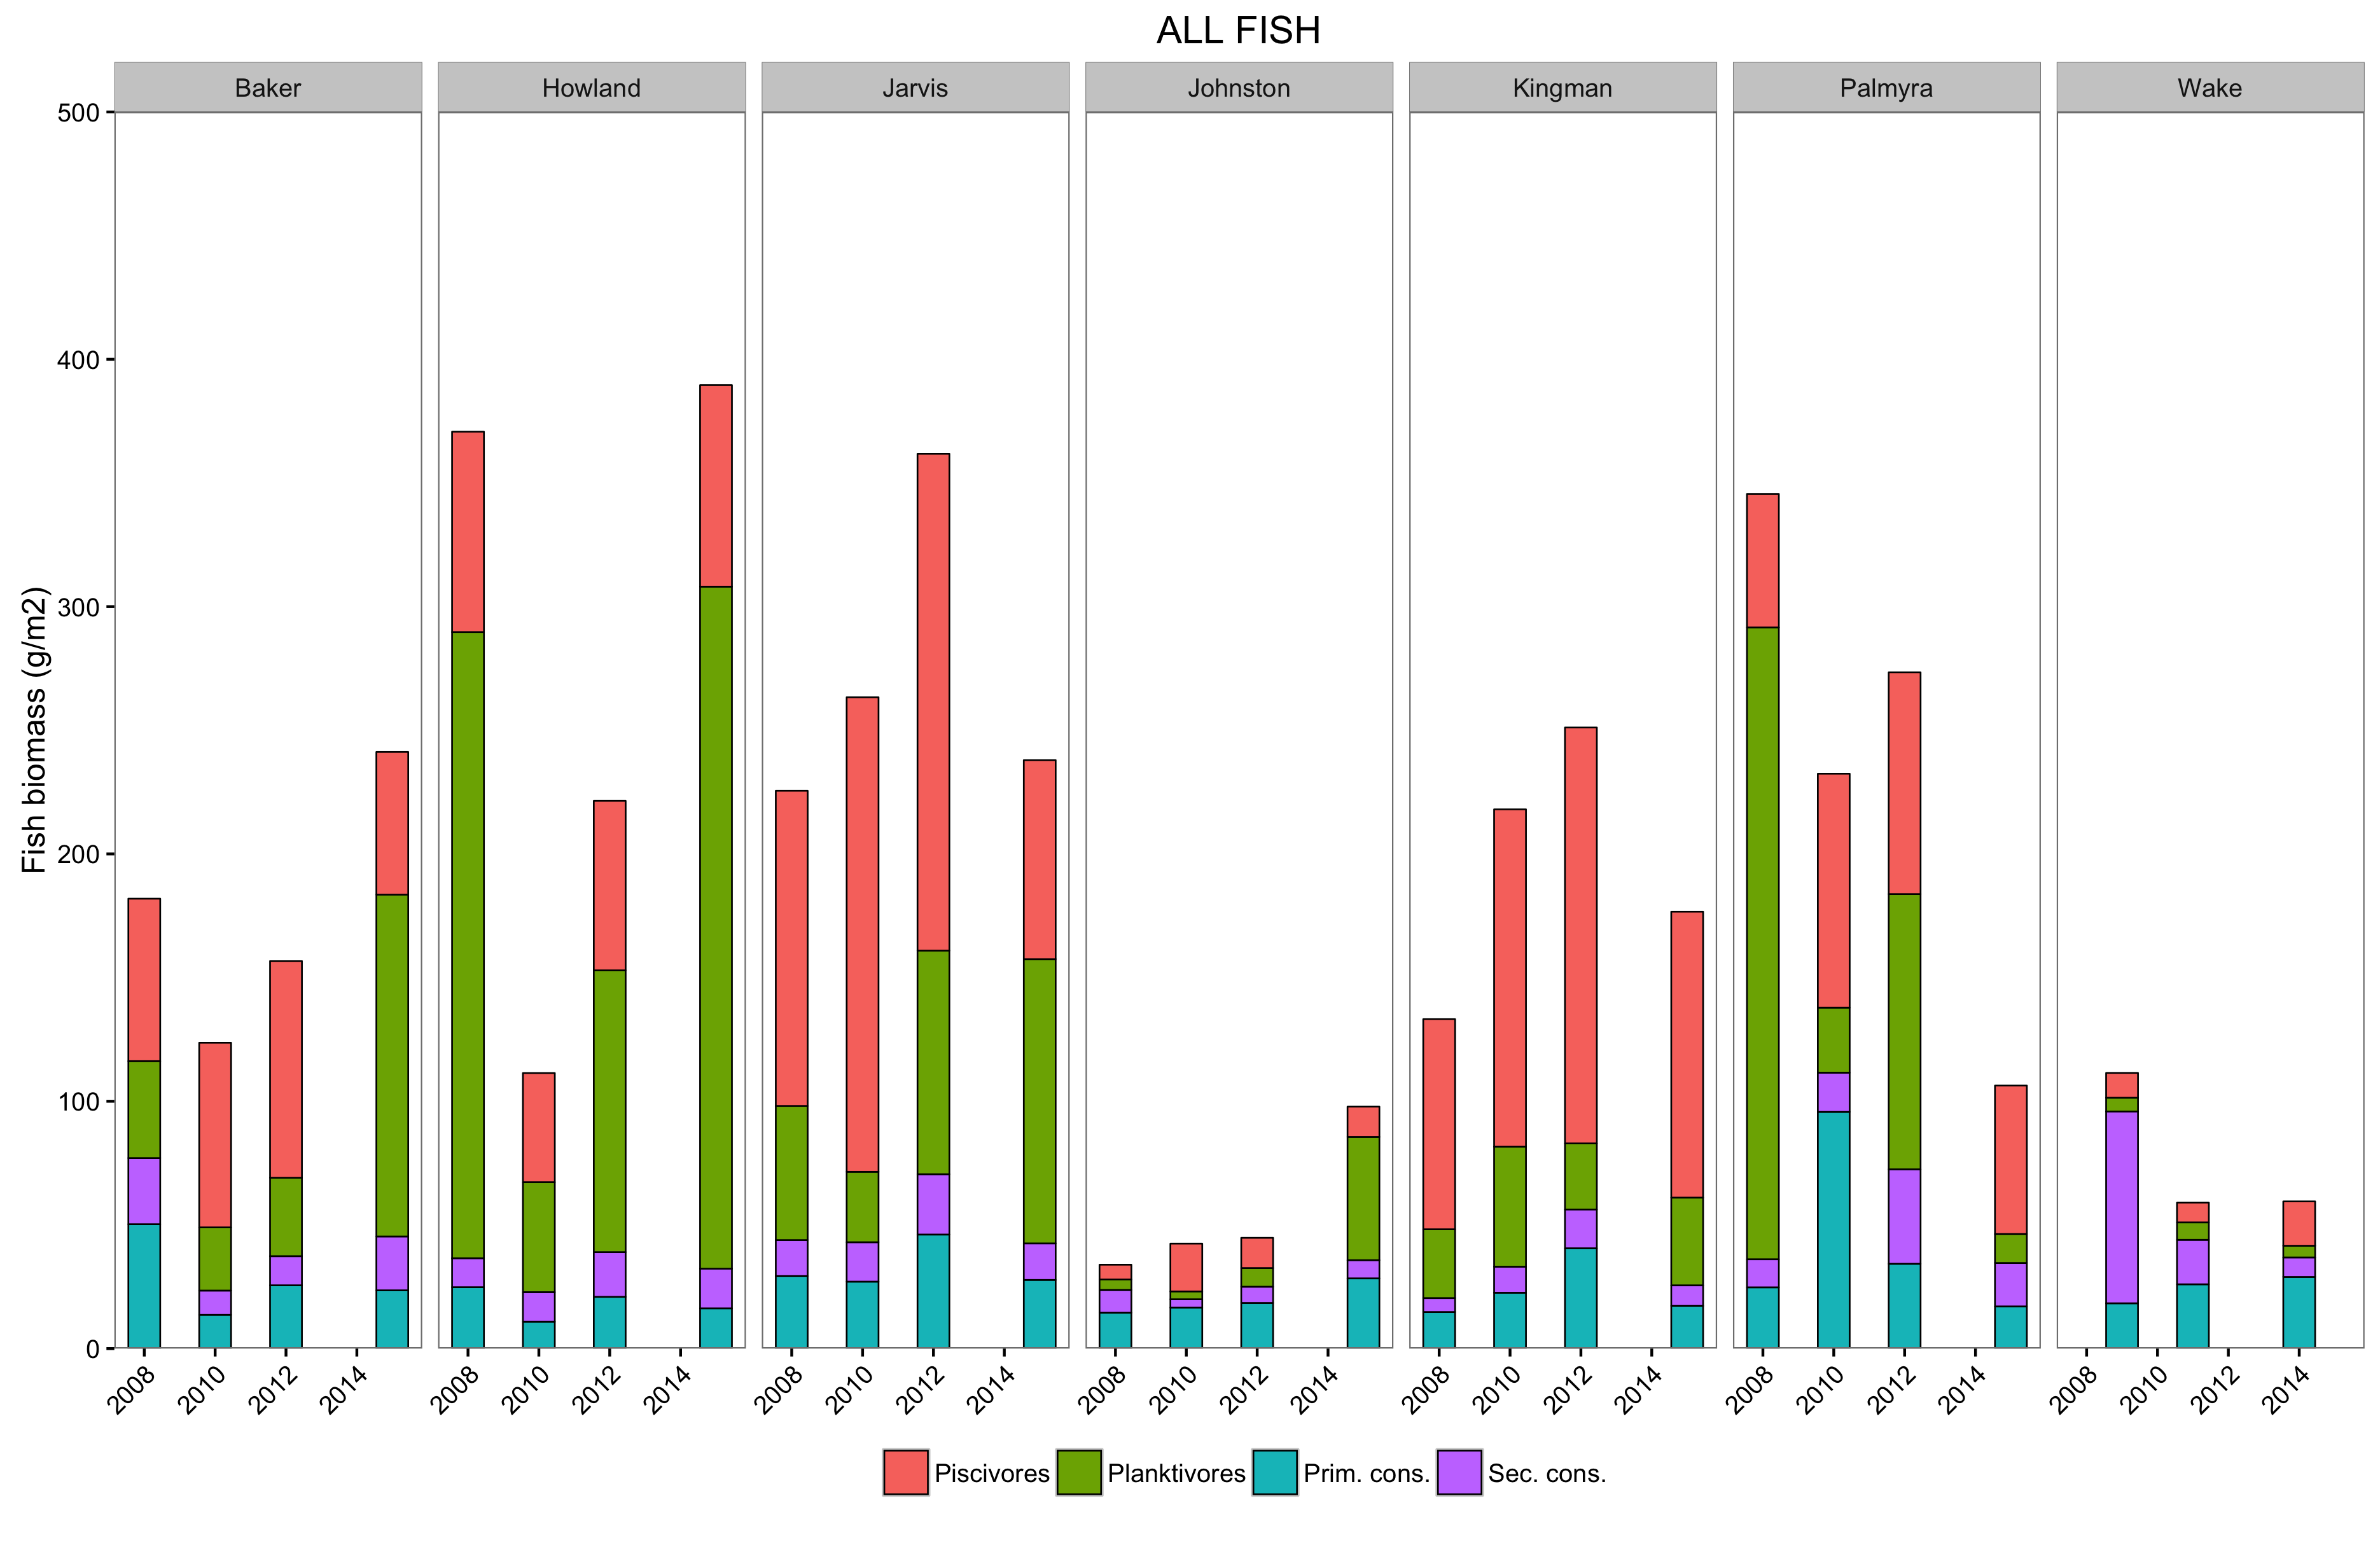 ALL FISH
Baker Howland Jarvis Johnston Kingman Palmyra Wake
Fish biomass (g/m2)
500
400
300
200
100
0
2008 2010 2012 2014 2008 2010 2012 2014 2008 2010 2012 2014 2008 2010 2012 2014 2008 2010 2012 2014 2008 2010 2012 2014 2008 2010 2012 2014
Piscivores Planktivores Prim. cons. Sec. cons.